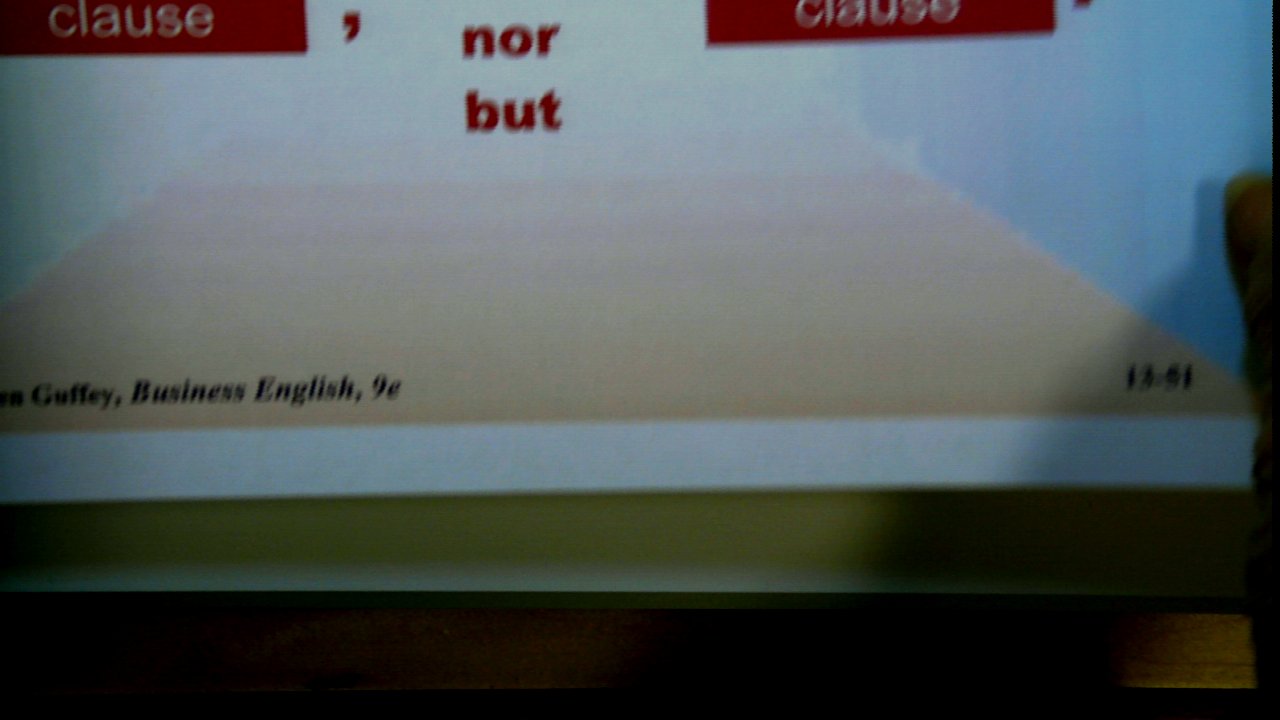 clause , nor clause
but
Guffey, Business English, 9e